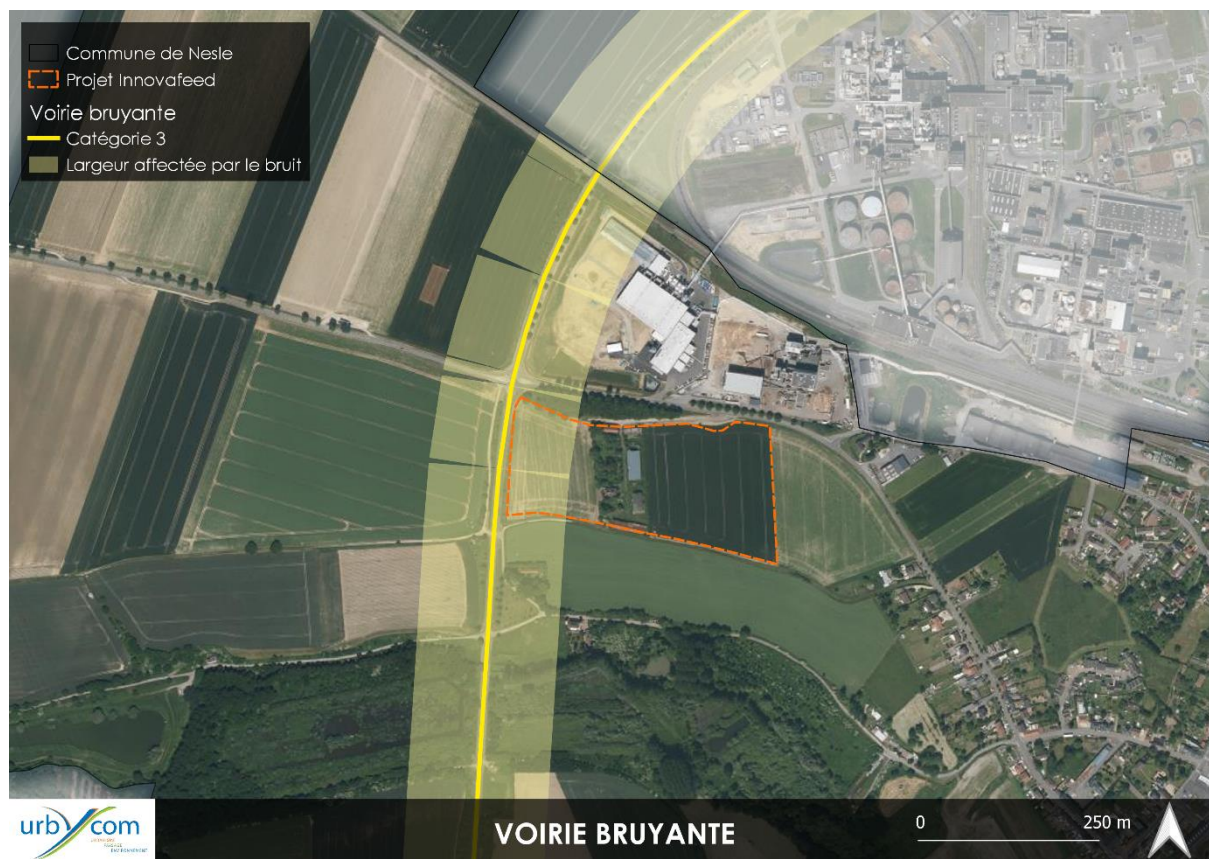 Commune de Nesle
Projet Innovafeed
Voirie bruyante
Catégorie 3
Largeur affectée par le bruit
urbycom
ENVIRONNEMENT
VOIRIE BRUYANTE
0 250 m